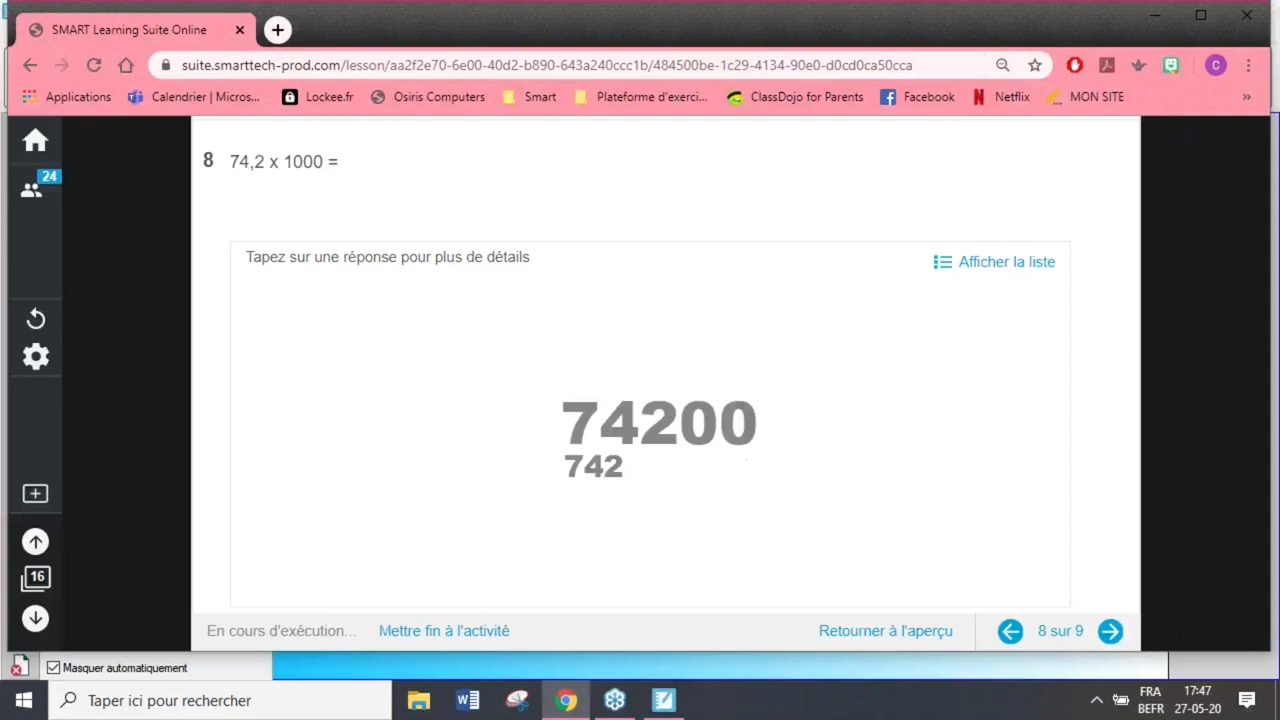 SMART Learning Suite Online
suite.smarttech-prod.com/lesson/aa2f2e70-6e00-40d2-b890-643a240ccc1b/484500be-1c29-4134-90e0-d0cd0ca50cca
C
Applications Calendrier | Micros... Lockee.fr Osiris Computers Smart Plateforme d'exerci... ClassDojo for Parents Facebook Netflix MON SITE »
24
8 74,2 x 1000 =
Tapez sur une réponse pour plus de détails
Afficher la liste
74200
742
16
En cours d'exécution... Mettre fin à l'activité Retourner à l'aperçu 8 sur 9
Masquer automatiquement
Taper ici pour rechercher
FRA 17:47
BEFR 27-05-20